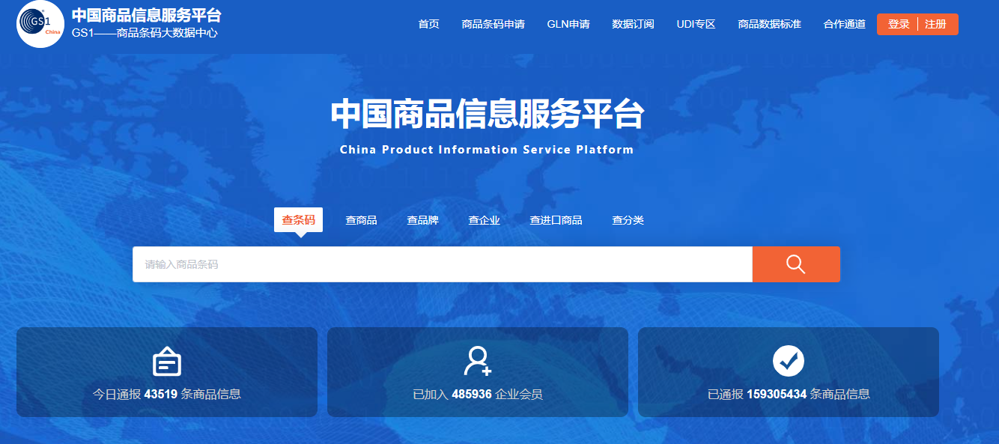 GS1
China
中国商品信息服务平台
GS1——商品条码大数据中心
首页 商品条码申请 GLN申请 数据订阅 UDI专区 商品数据标准 合作通道 登录 注册
中国商品信息服务平台
China Product Information Service Platform
查条码 查商品 查品牌 查企业 查进口商品 查分类
请输入商品条码
今日通报 43519 条商品信息
已加入 485936 企业会员
已通报 159305434 条商品信息